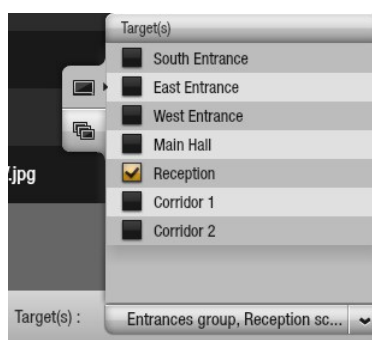 Target(s)
South Entrance
East Entrance
West Entrance
Main Hall
.jpg
Reception
Corridor 1
Corridor 2
Target(s) :
Entrances group, Reception sc...